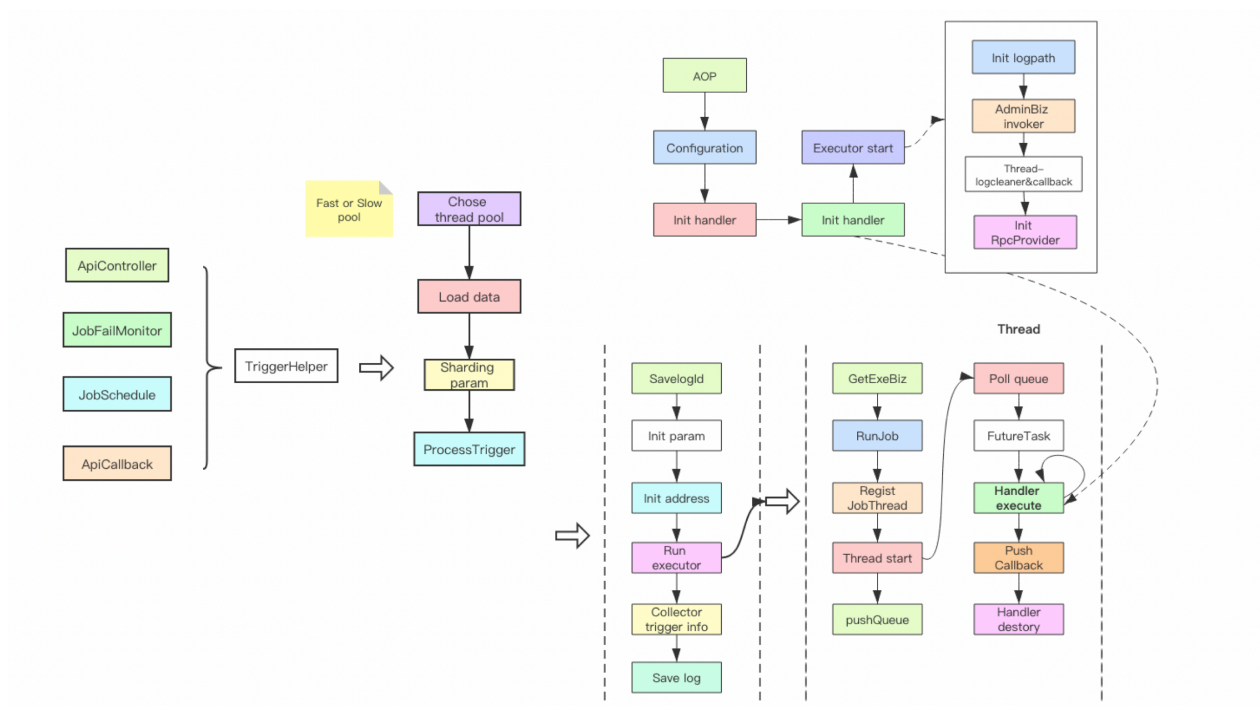 ApiController
JobFailMonitor
JobSchedule
ApiCallback
TriggerHelper
Fast or Slow
pool
Chose
thread pool
Load data
Sharding
param
ProcessTrigger
AOP
Configuration
Init handler
Init handler
Executor start
Init logpath
AdminBiz
invoker
Thread-
logcleaner&callback
Init
RpcProvider
SavelogId
Init param
Init address
Run
executor
Collector
trigger info
Save log
GetExeBiz
RunJob
Regist
JobThread
Thread start
pushQueue
Thread
Poll queue
FutureTask
Handler
execute
Push
Callback
Handler
destory